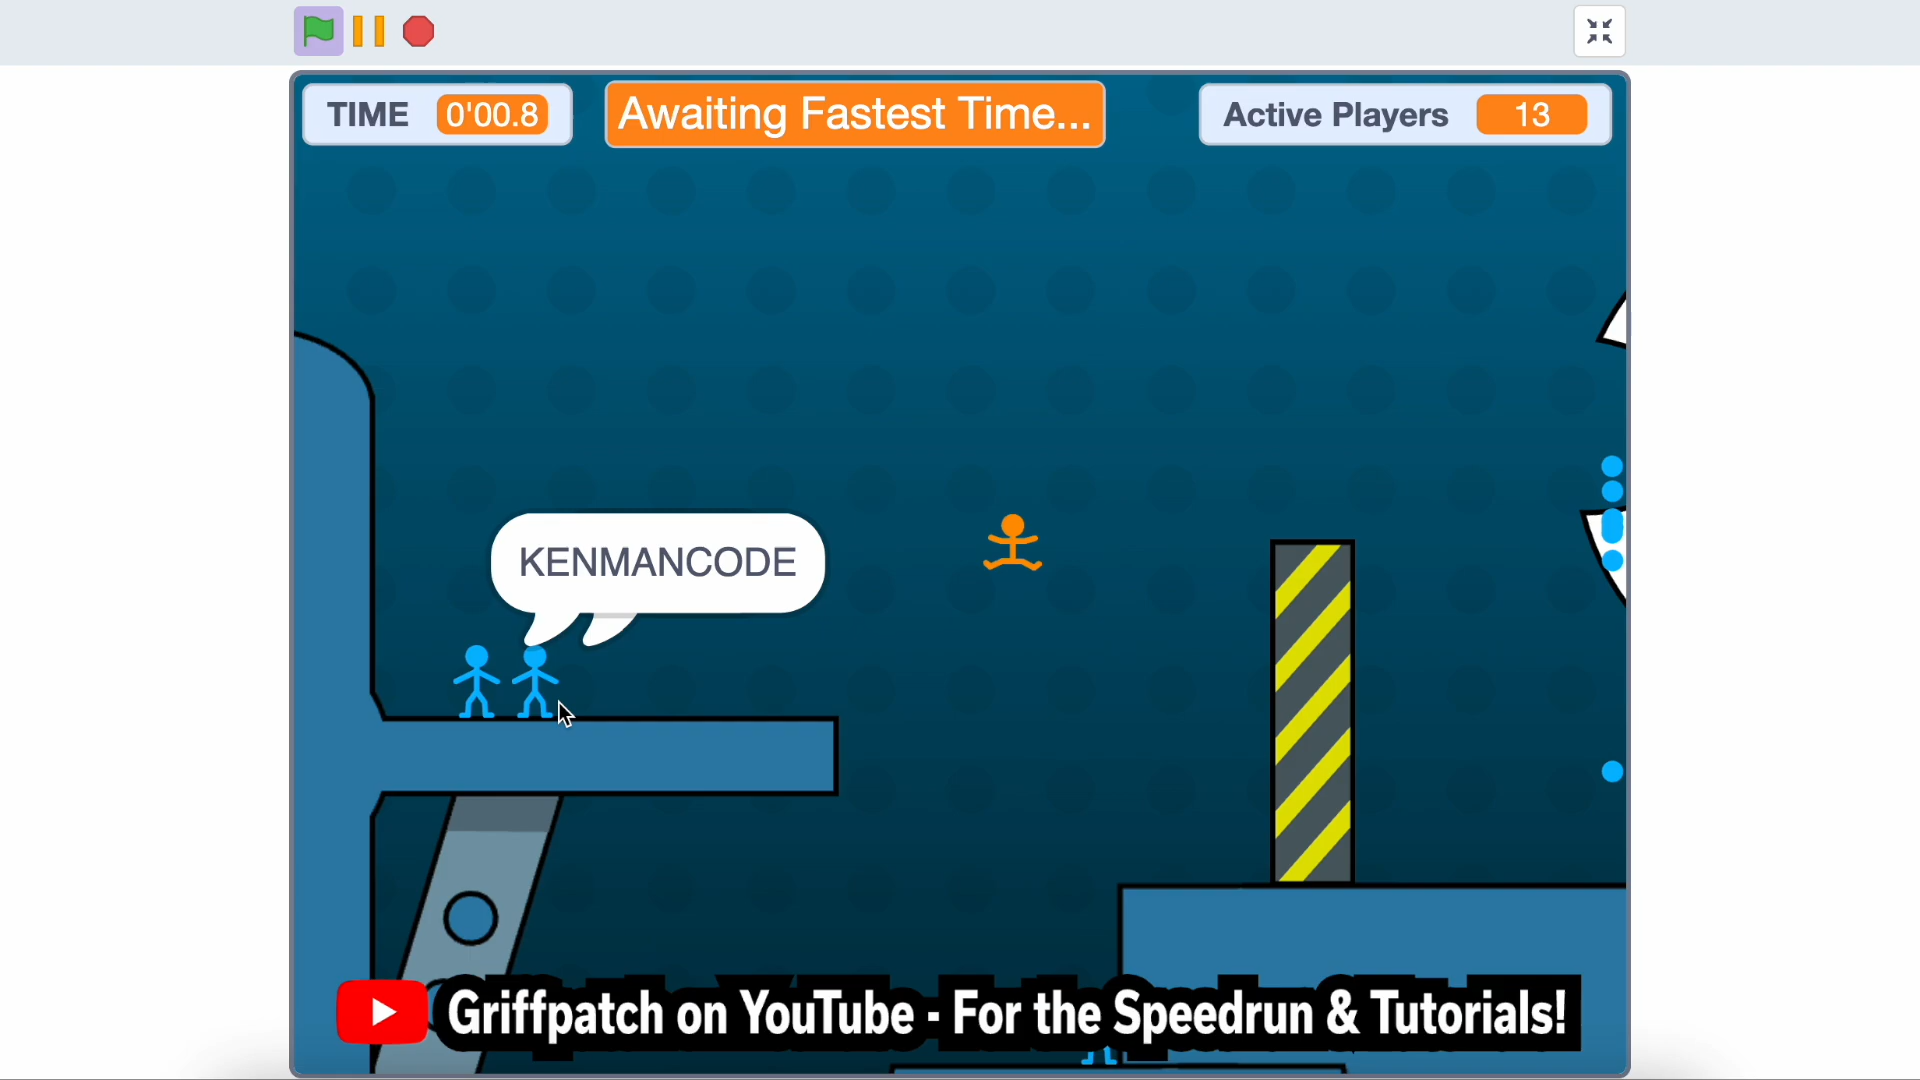 TIME 0'00.8
Awaiting Fastest Time...
Active Players 13
KENMANCODE
Griffpatch on YouTube - For the Speedrun & Tutorials!